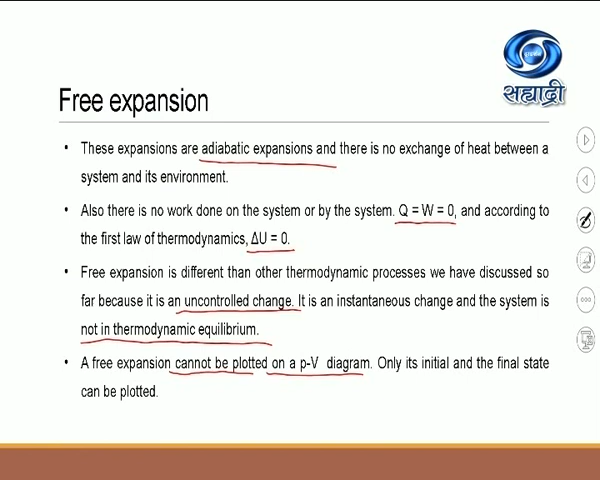 सह्याद्री
Free expansion
• These expansions are adiabatic expansions and there is no exchange of heat between a
system and its environment.
• Also there is no work done on the system or by the system. Q = W = 0, and according to
the first law of thermodynamics, ΔU = 0.
• Free expansion is different than other thermodynamic processes we have discussed so
far because it is an uncontrolled change. It is an instantaneous change and the system is
not in thermodynamic equilibrium.
• A free expansion cannot be plotted on a p-V diagram. Only its initial and the final state
can be plotted.